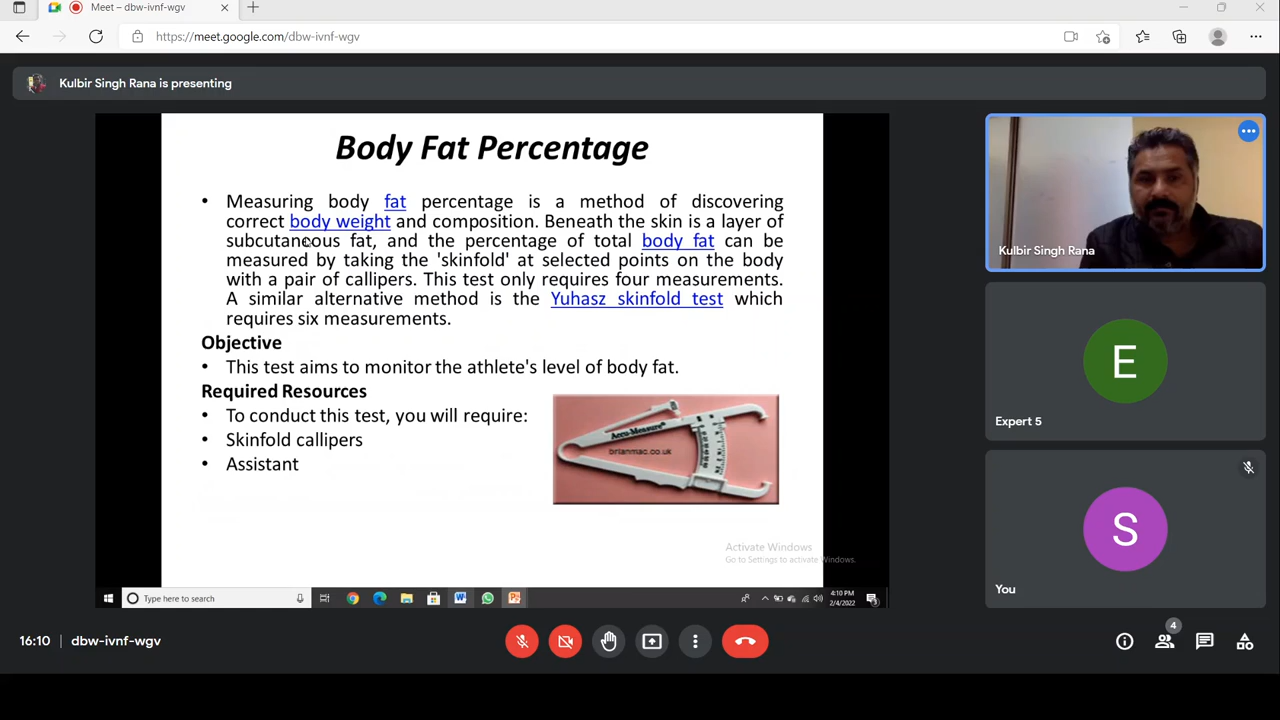 Meet – dbw-ivnf-wgv
https://meet.google.com/dbw-ivnf-wgv
Kulbir Singh Rana is presenting
Body Fat Percentage
• Measuring body fat percentage is a method of discovering
correct body weight and composition. Beneath the skin is a layer of
subcutaneous fat, and the percentage of total body fat can be
measured by taking the 'skinfold' at selected points on the body
with a pair of callipers. This test only requires four measurements.
A similar alternative method is the Yuhasz skinfold test which
requires six measurements.
Objective
• This test aims to monitor the athlete's level of body fat.
Required Resources
• To conduct this test, you will require:
• Skinfold callipers
• Assistant
Accu-Measure®
brianmac.co.uk
Activate Windows
Go to Settings to activate Windows.
Type here to search
4:10 PM
2/4/2022
Kulbir Singh Rana
E
Expert 5
S
You
16:10 | dbw-ivnf-wgv
4